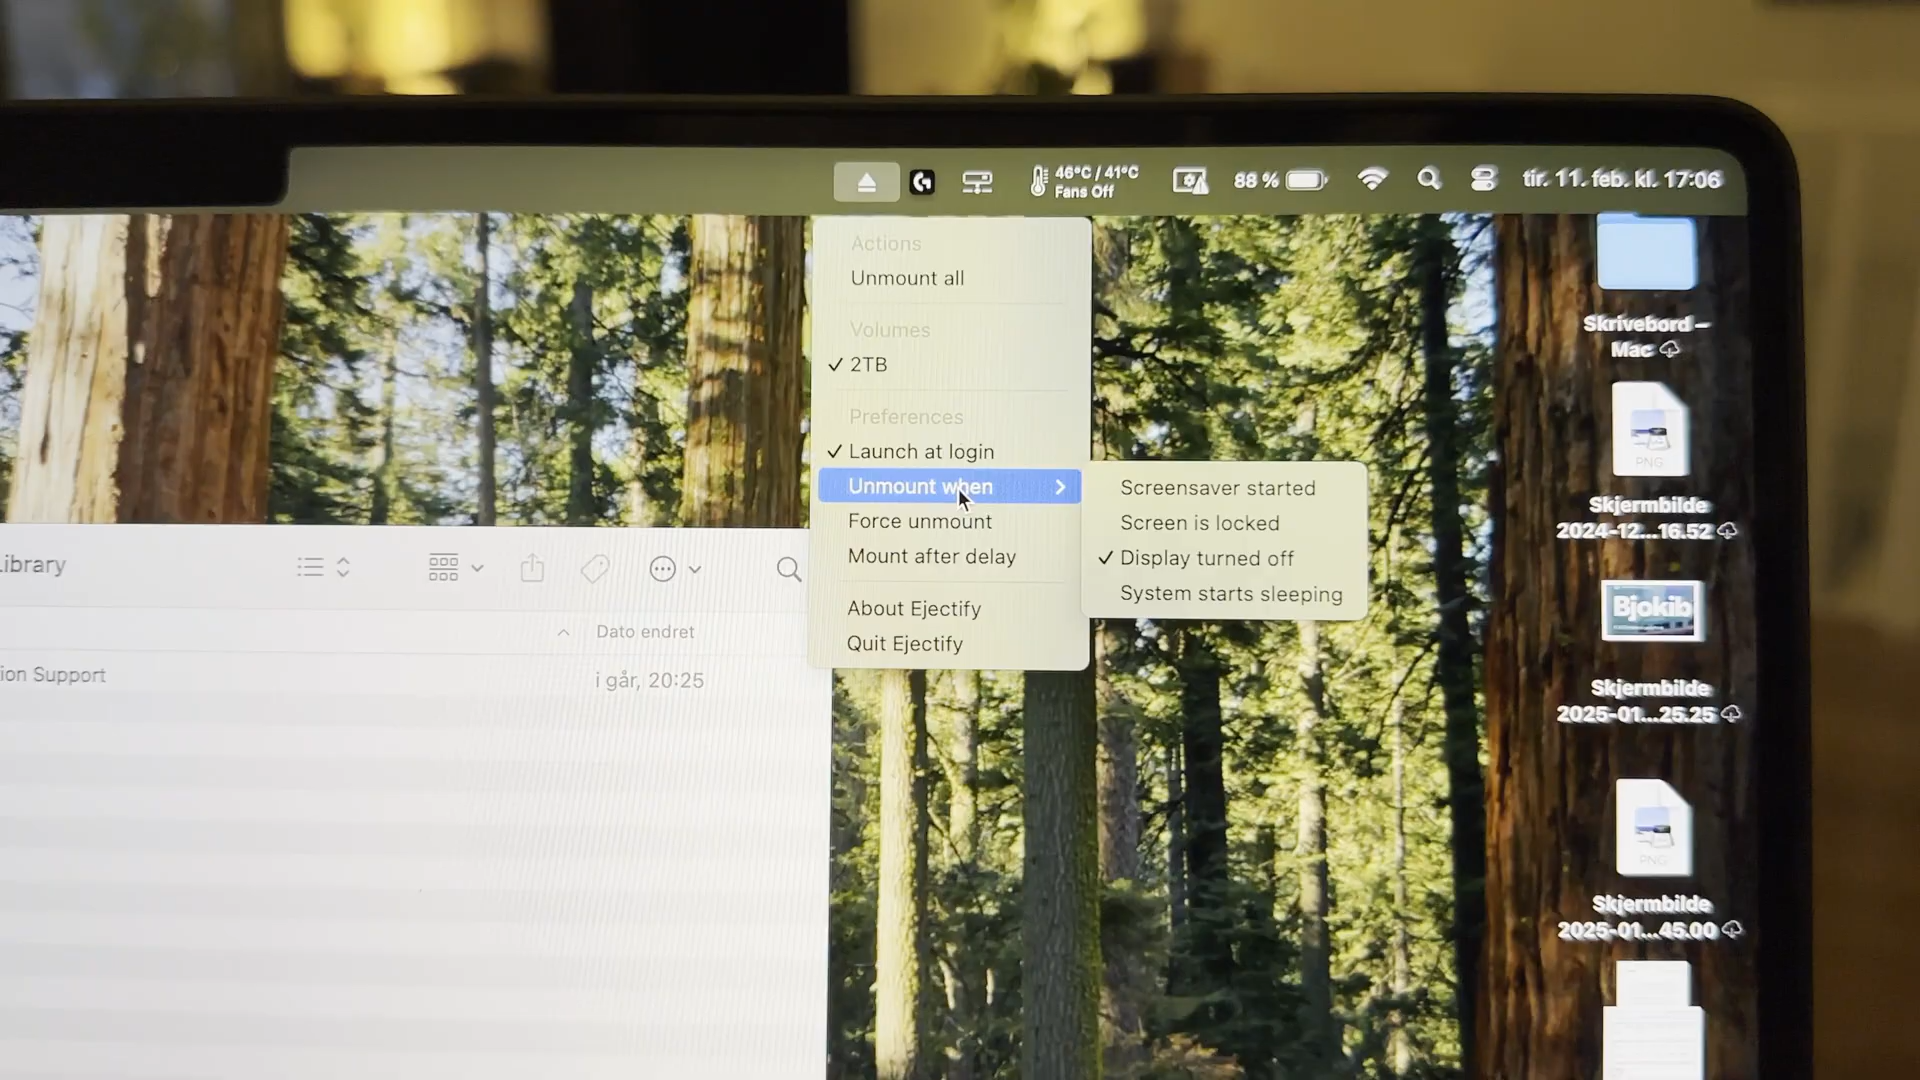 46°C / 41°C
Fans Off
88 %
tir. 11. feb. kl. 17:06
Actions
Unmount all
Volumes
2TB
Preferences
Launch at login
Unmount when
Force unmount
Mount after delay
About Ejectify
Quit Ejectify
Screensaver started
Screen is locked
Display turned off
System starts sleeping
Library
Dato endret
ion Support
i går, 20:25
Skrivebord –
Mac
PNG
Skjermbilde
2024-12...16.52
Bjokib
Skjermbilde
2025-01...25.25
PNG
Skjermbilde
2025-01...45.00